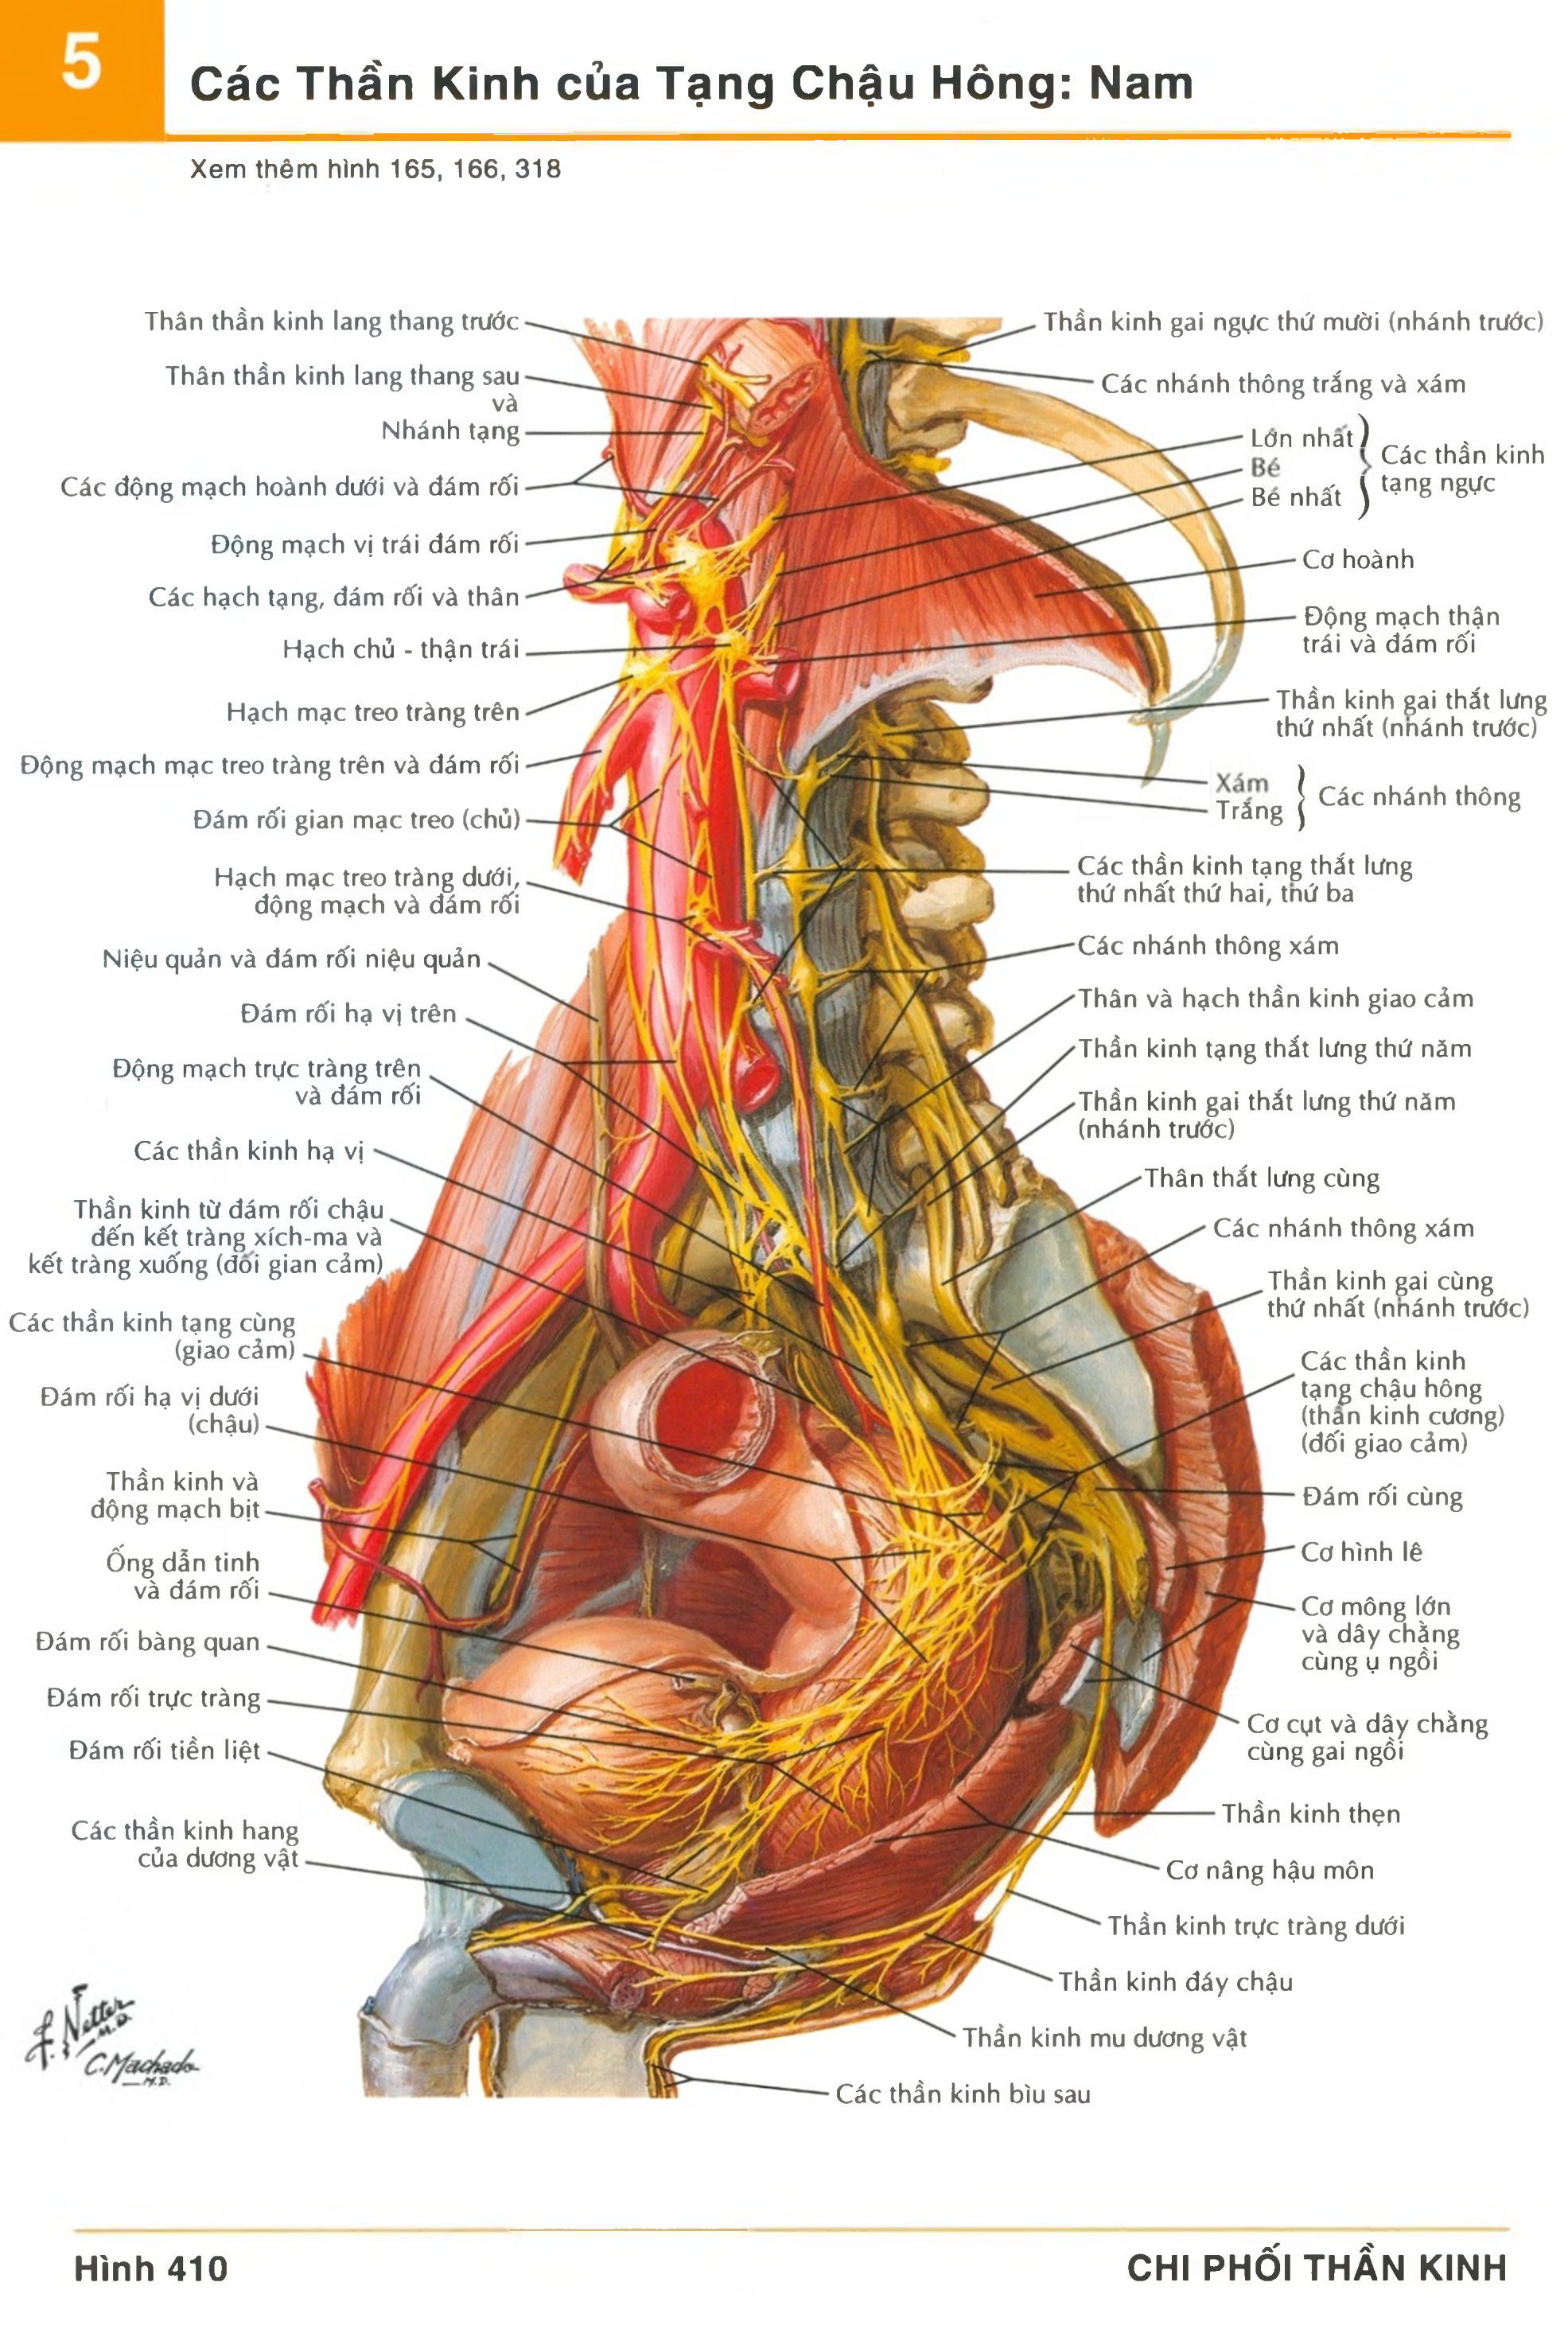 5
Các Thần Kinh của Tạng Chậu Hông: Nam
Xem thêm hình 165, 166, 318
Thân thần kinh lang thang trước
Thân thần kinh lang thang sau
và
Nhánh tạng
Các động mạch hoành dưới và đám rối
Động mạch vị trái đám rối
Các hạch tạng, đám rối và thân
Hạch chủ - thận trái
Hạch mạc treo tràng trên
Động mạch mạc treo tràng trên và đám rối
Đám rối gian mạc treo (chủ)
Hạch mạc treo tràng dưới,
động mạch và đám rối
Niệu quản và đám rối niệu quản
Đám rối hạ vị trên
Động mạch trực tràng trên
và đám rối
Các thần kinh hạ vị
Thần kinh từ đám rối chậu
đến kết tràng xích-ma và
kết tràng xuống (đối gian cảm)
Các thần kinh tạng cùng
(giao cảm)
Đám rối hạ vị dưới
(chậu)
Thần kinh và
động mạch bịt
Ống dẫn tinh
và đám rối
Đám rối bàng quan
Đám rối trực tràng
Đám rối tiền liệt
Các thần kinh hang
của dương vật
Thần kinh gai ngực thứ mười (nhánh trước)
Các nhánh thông trắng và xám
Lớn nhất
Bé
Bé nhất
Các thần kinh
tạng ngực
Cơ hoành
Động mạch thận
trái và đám rối
Thần kinh gai thắt lưng
thứ nhất (nhánh trước)
Xám
Trắng
Các nhánh thông
Các thần kinh tạng thắt lưng
thứ nhất thứ hai, thứ ba
Các nhánh thông xám
Thân và hạch thần kinh giao cảm
Thần kinh tạng thắt lưng thứ năm
Thần kinh gai thắt lưng thứ năm
(nhánh trước)
Thân thắt lưng cùng
Các nhánh thông xám
Thần kinh gai cùng
thứ nhất (nhánh trước)
Các thần kinh
tạng chậu hông
(thần kinh cương)
(đối giao cảm)
Đám rối cùng
Cơ hình lê
Cơ mông lớn
và dây chằng
cùng ụ ngồi
Cơ cụt và dây chằng
cùng gai ngồi
Thần kinh thẹn
Cơ nâng hậu môn
Thần kinh trực tràng dưới
Thần kinh đáy chậu
Thần kinh mu dương vật
Các thần kinh bìu sau
F. Netter
M.D.
C. Machado
M.D.
Hình 410
CHI PHỐI THẦN KINH